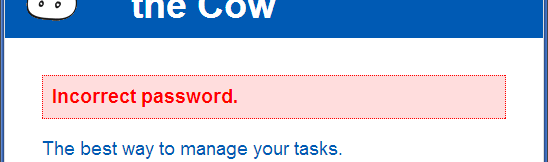 the Cow
Incorrect password.
The best way to manage your tasks.